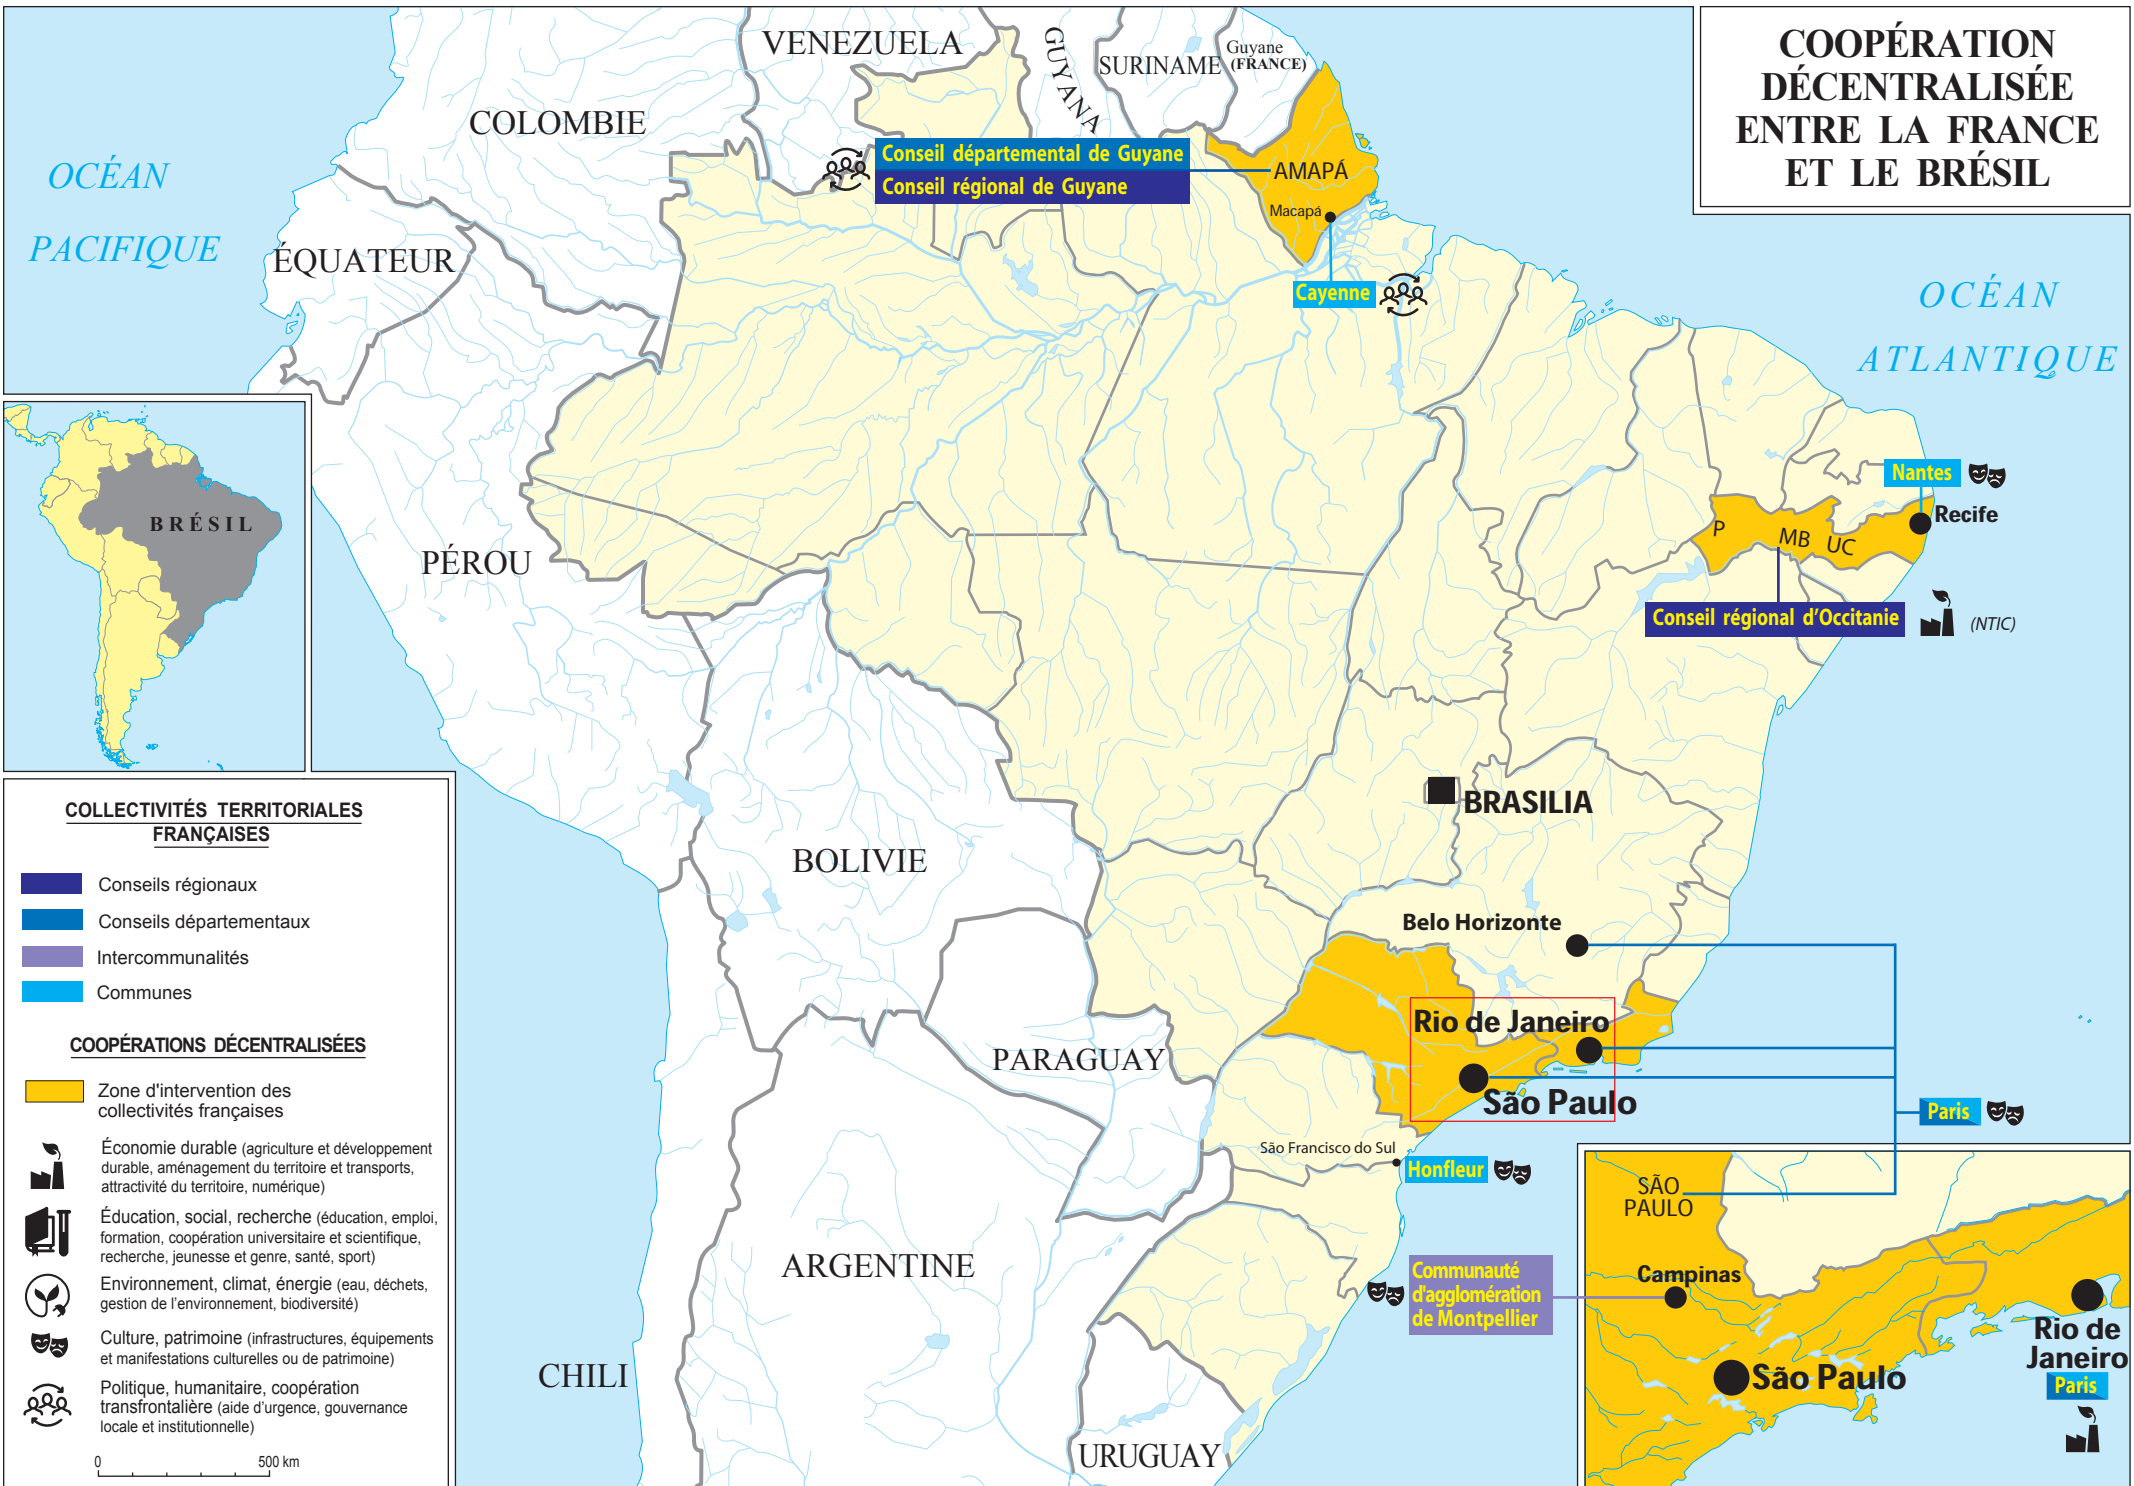 COOPÉRATION
DÉCENTRALISÉE
ENTRE LA FRANCE
ET LE BRÉSIL
VENEZUELA
GUYANA
SURINAME
Guyane
(FRANCE)
COLOMBIE
OCÉAN
PACIFIQUE
ÉQUATEUR
Conseil départemental de Guyane
Conseil régional de Guyane
AMAPÁ
Macapá
Cayenne
OCÉAN
ATLANTIQUE
BRÉSIL
PÉROU
Nantes
Recife
P
MB
UC
Conseil régional d'Occitanie
(NTIC)
BRASILIA
BOLIVIE
Belo Horizonte
PARAGUAY
Rio de Janeiro
São Paulo
Paris
São Francisco do Sul
Honfleur
ARGENTINE
Communauté
d'agglomération
de Montpellier
CHILI
URUGUAY
SÃO
PAULO
Campinas
São Paulo
Rio de
Janeiro
Paris
COLLECTIVITÉS TERRITORIALES
FRANÇAISES
Conseils régionaux
Conseils départementaux
Intercommunalités
Communes
COOPÉRATIONS DÉCENTRALISÉES
Zone d'intervention des
collectivités françaises
Économie durable (agriculture et développement
durable, aménagement du territoire et transports,
attractivité du territoire, numérique)
Éducation, social, recherche (éducation, emploi,
formation, coopération universitaire et scientifique,
recherche, jeunesse et genre, santé, sport)
Environnement, climat, énergie (eau, déchets,
gestion de l'environnement, biodiversité)
Culture, patrimoine (infrastructures, équipements
et manifestations culturelles ou de patrimoine)
Politique, humanitaire, coopération
transfrontalière (aide d'urgence, gouvernance
locale et institutionnelle)
0
500 km